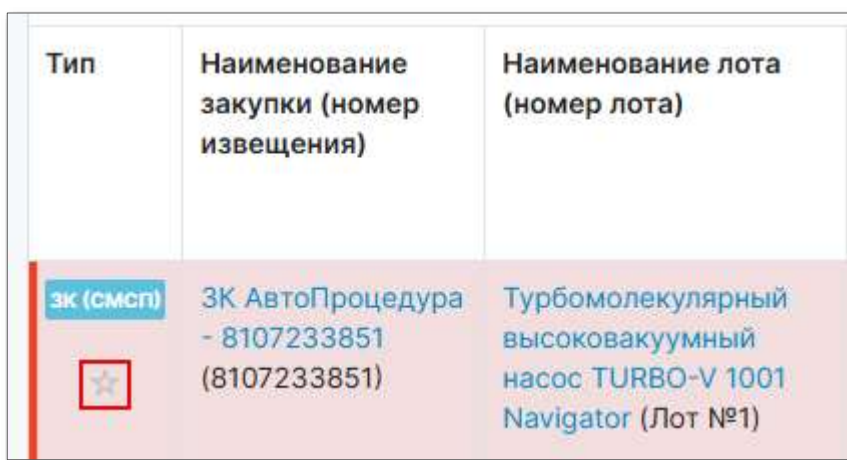 Тип
Наименование
закупки (номер
извещения)
Наименование лота
(номер лота)
ЗК (СМСП)
ЗК АвтоПроцедура
- 8107233851
(8107233851)
Турбомолекулярный
высоковакуумный
насос TURBO-V 1001
Navigator (Лот №1)